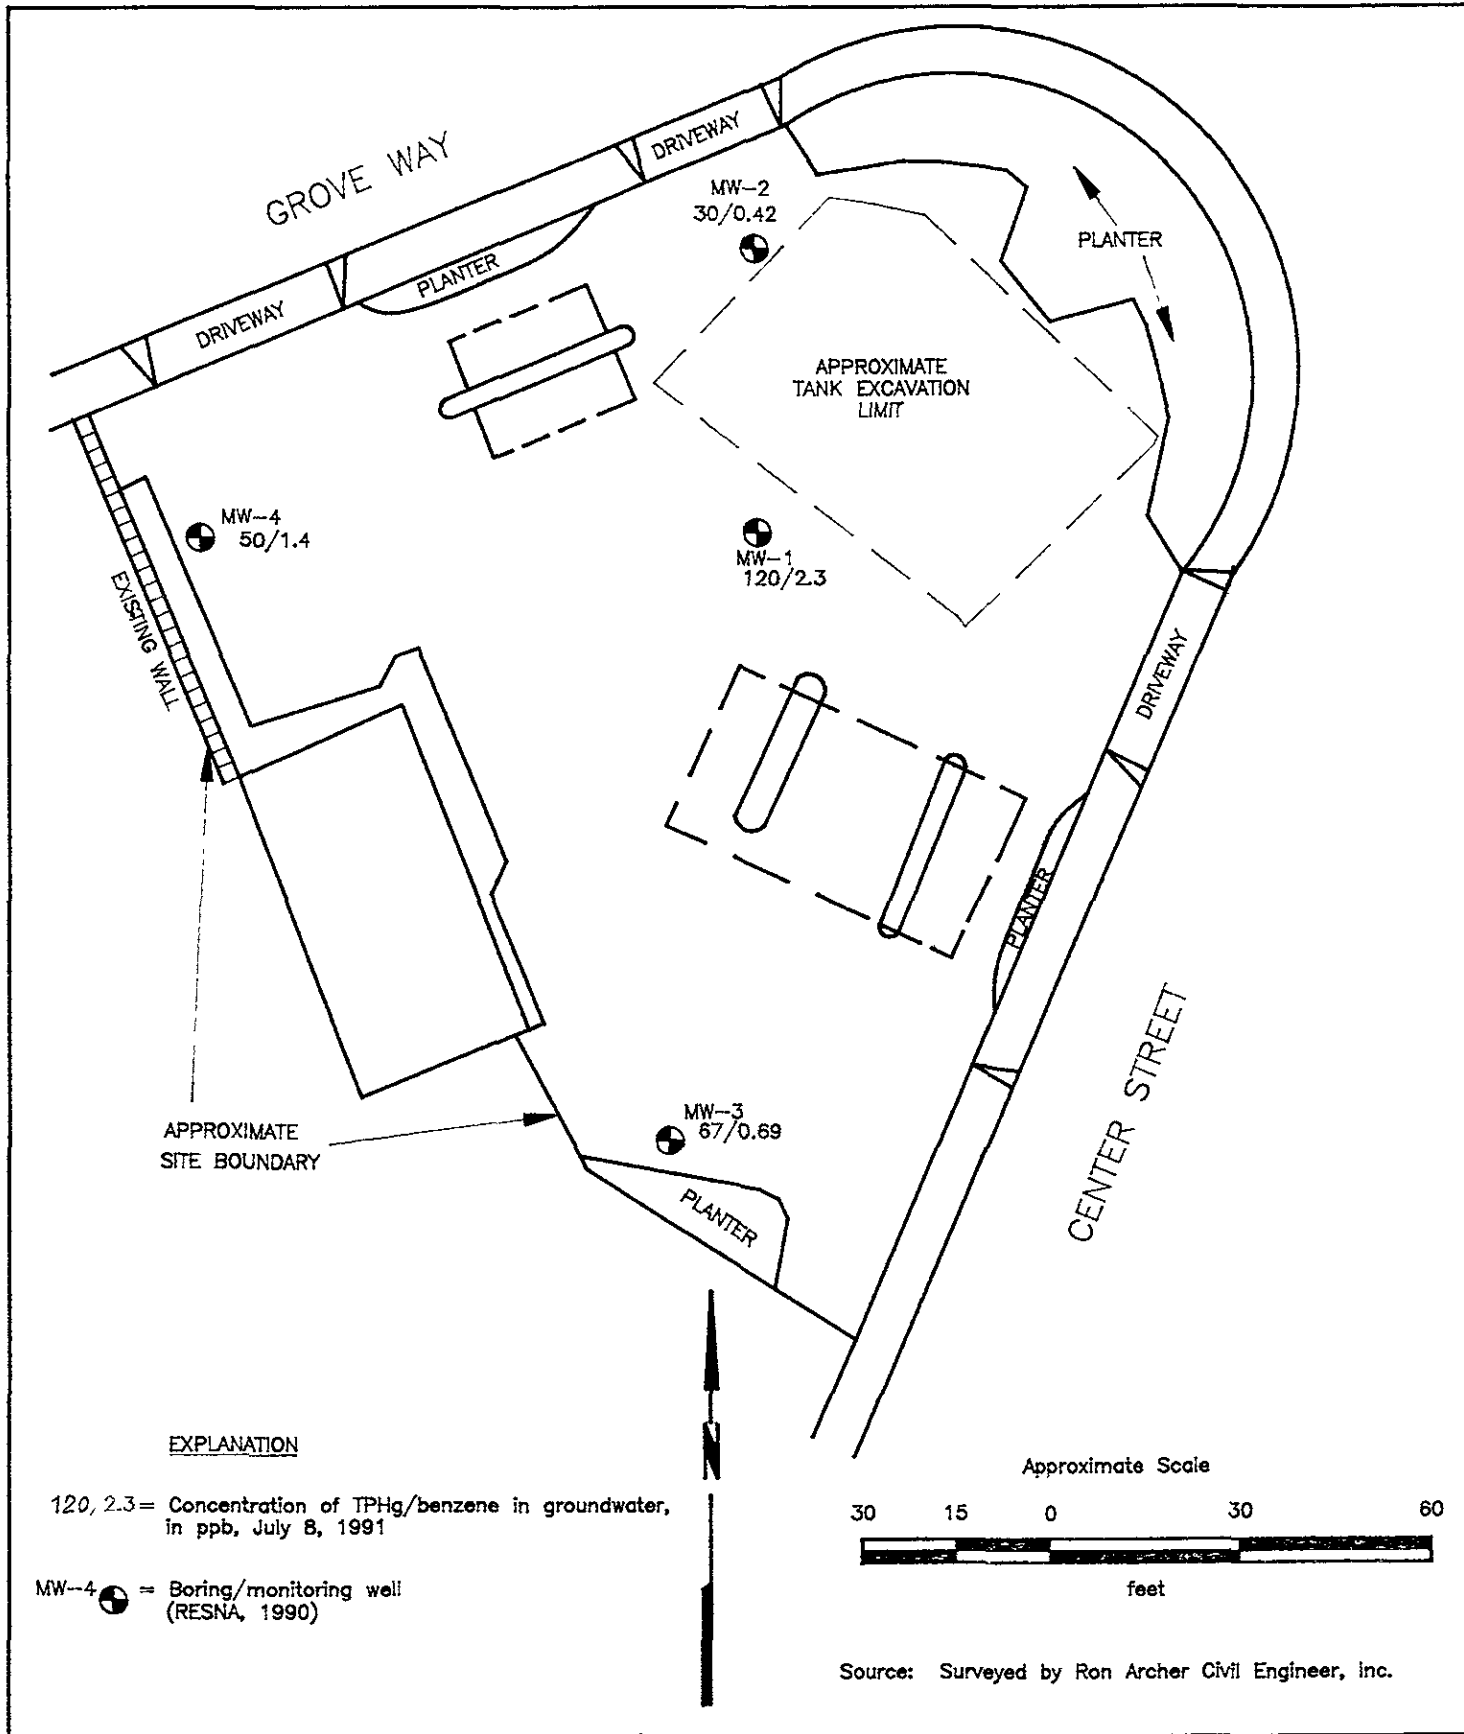 GROVE WAY
DRIVEWAY
DRIVEWAY
PLANTER
MW-2
30/0.42
PLANTER
APPROXIMATE
TANK EXCAVATION
LIMIT
MW-4
50/1.4
MW-1
120/2.3
EXISTING WALL
DRIVEWAY
PLANTER
CENTER STREET
APPROXIMATE
SITE BOUNDARY
MW-3
67/0.69
PLANTER
N
EXPLANATION
120, 2.3 = Concentration of TPHg/benzene in groundwater,
in ppb, July 8, 1991
MW-4 = Boring/monitoring well
(RESNA, 1990)
Approximate Scale
30 15 0 30 60
feet
Source: Surveyed by Ron Archer Civil Engineer, Inc.